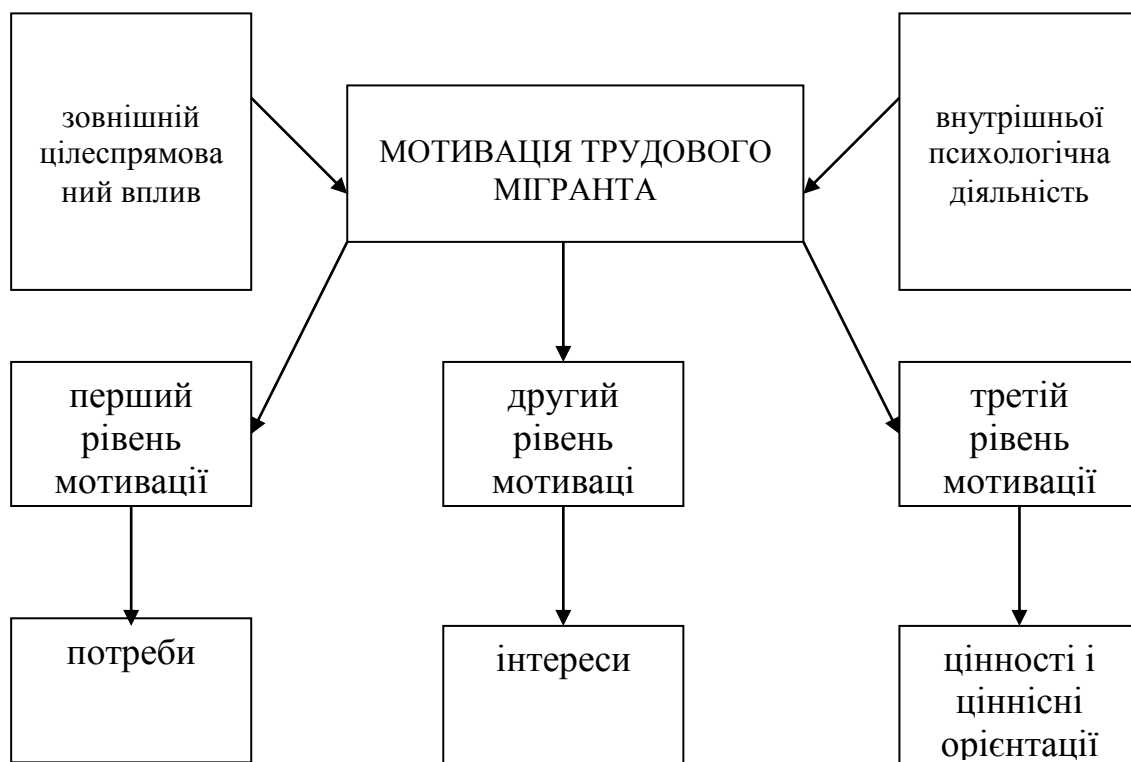 зовнішній
цілеспрямова
ний вплив
МОТИВАЦІЯ ТРУДОВОГО
МІГРАНТА
внутрішньої
психологічна
діяльність
перший
рівень
мотивації
другий
рівень
мотиваці
третій
рівень
мотивації
потреби
інтереси
цінності і
ціннісні
орієнтації